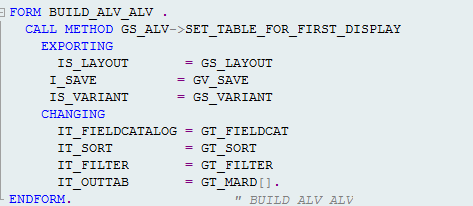 FORM BUILD_ALV_ALV .
CALL METHOD GS_ALV->SET_TABLE_FOR_FIRST_DISPLAY
EXPORTING
IS_LAYOUT = GS_LAYOUT
I_SAVE = GV_SAVE
IS_VARIANT = GS_VARIANT
CHANGING
IT_FIELDCATALOG = GT_FIELDCAT
IT_SORT = GT_SORT
IT_FILTER = GT_FILTER
IT_OUTTAB = GT_MARD[].
ENDFORM. " BUILD ALV ALV